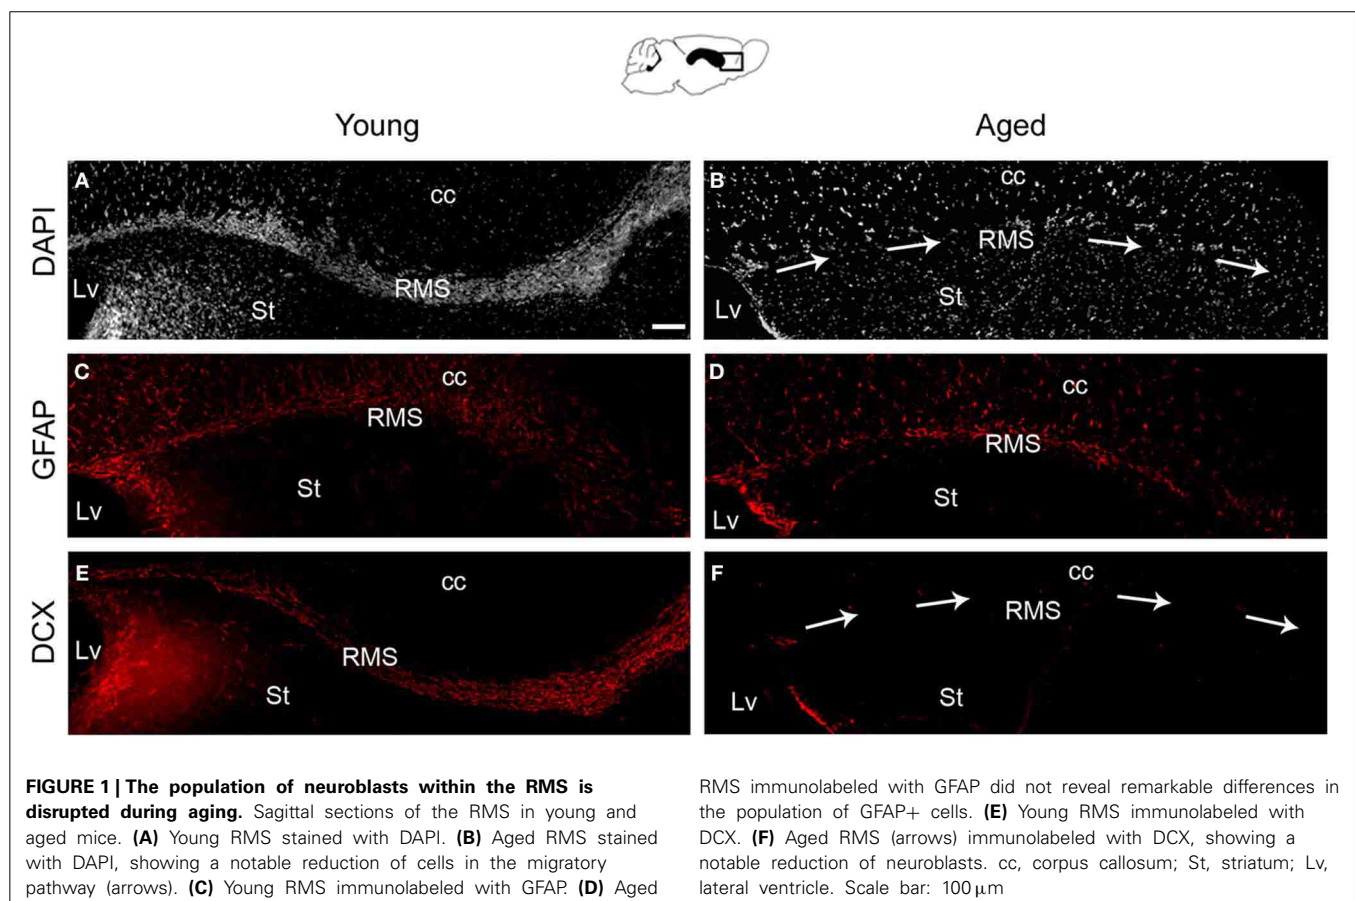 Young
Aged
DAPI
A
cc
Lv
St
RMS
B
cc
RMS
St
Lv
GFAP
C
cc
RMS
St
Lv
D
cc
RMS
St
Lv
DCX
E
cc
Lv
RMS
St
F
cc
RMS
Lv
St
FIGURE 1 | The population of neuroblasts within the RMS is
disrupted during aging. Sagittal sections of the RMS in young and
aged mice. (A) Young RMS stained with DAPI. (B) Aged RMS stained
with DAPI, showing a notable reduction of cells in the migratory
pathway (arrows). (C) Young RMS immunolabeled with GFAP. (D) Aged
RMS immunolabeled with GFAP did not reveal remarkable differences in
the population of GFAP+ cells. (E) Young RMS immunolabeled with
DCX. (F) Aged RMS (arrows) immunolabeled with DCX, showing a
notable reduction of neuroblasts. cc, corpus callosum; St, striatum; Lv,
lateral ventricle. Scale bar: 100 μm